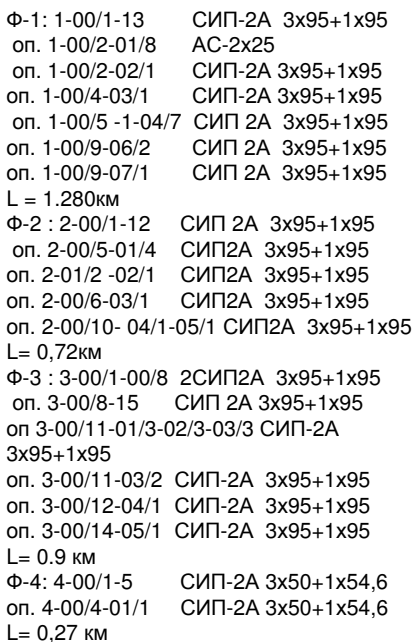 Ф-1: 1-00/1-13 СИП-2А 3х95+1х95
оп. 1-00/2-01/8 АС-2х25
оп. 1-00/2-02/1 СИП-2А 3х95+1х95
оп. 1-00/4-03/1 СИП-2А 3х95+1х95
оп. 1-00/5 -1-04/7 СИП 2А 3х95+1х95
оп. 1-00/9-06/2 СИП 2А 3х95+1х95
оп. 1-00/9-07/1 СИП 2А 3х95+1х95
L = 1.280км
Ф-2 : 2-00/1-12 СИП 2А 3х95+1х95
оп. 2-00/5-01/4 СИП2А 3х95+1х95
оп. 2-01/2 -02/1 СИП2А 3х95+1х95
оп. 2-00/6-03/1 СИП2А 3х95+1х95
оп. 2-00/10- 04/1-05/1 СИП2А 3х95+1х95
L= 0,72км
Ф-3 : 3-00/1-00/8 2СИП2А 3х95+1х95
оп. 3-00/8-15 СИП 2А 3х95+1х95
оп 3-00/11-01/3-02/3-03/3 СИП-2А
3х95+1х95
оп. 3-00/11-03/2 СИП-2А 3х95+1х95
оп. 3-00/12-04/1 СИП-2А 3х95+1х95
оп. 3-00/14-05/1 СИП-2А 3х95+1х95
L= 0.9 км
Ф-4: 4-00/1-5 СИП-2А 3х50+1х54,6
оп. 4-00/4-01/1 СИП-2А 3х50+1х54,6
L= 0,27 км